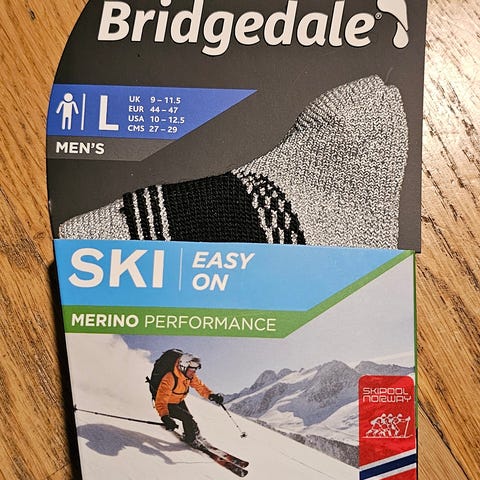 Bridgedale®
L
UK 9 – 11.5
EUR 44 – 47
USA 10 – 12.5
CMS 27 – 29
MEN'S
SKI
EASY
ON
MERINO PERFORMANCE
SKIPOOL
NORWAY